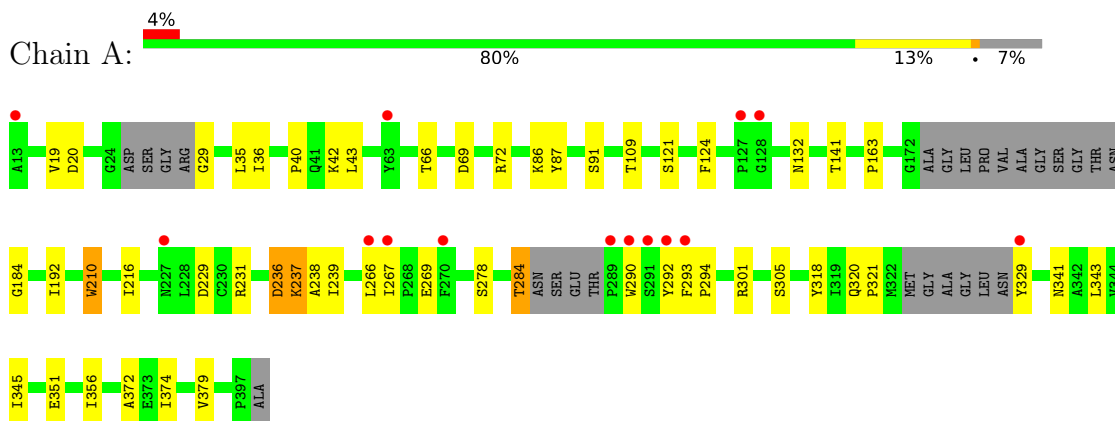 4%
Chain A:
80% 13% • 7%
A13 V19 D20 G24 ASP SER GLY ARG G29 L35 I36 P40 Q41 K42 L43 Y63 T66 D69 R72 K86 Y87 S91 T109 S121 F124 P127 G128 N132 T141 P163 G172 ALA GLY LEU PRO VAL ALA GLY SER GLY THR ASN
G184 I192 W210 I216 N227 L228 D229 C230 R231 D236 K237 A238 I239 L266 I267 P268 E269 F270 S278 T284 ASN SER GLU THR P289 W290 S291 Y292 F293 P294 R301 S305 Y318 I319 Q320 P321 M322 MET GLY ALA GLY LEU ASN Y329 N341 A342 L343 V344
I345 E351 I356 A372 E373 I374 V379 P397 ALA